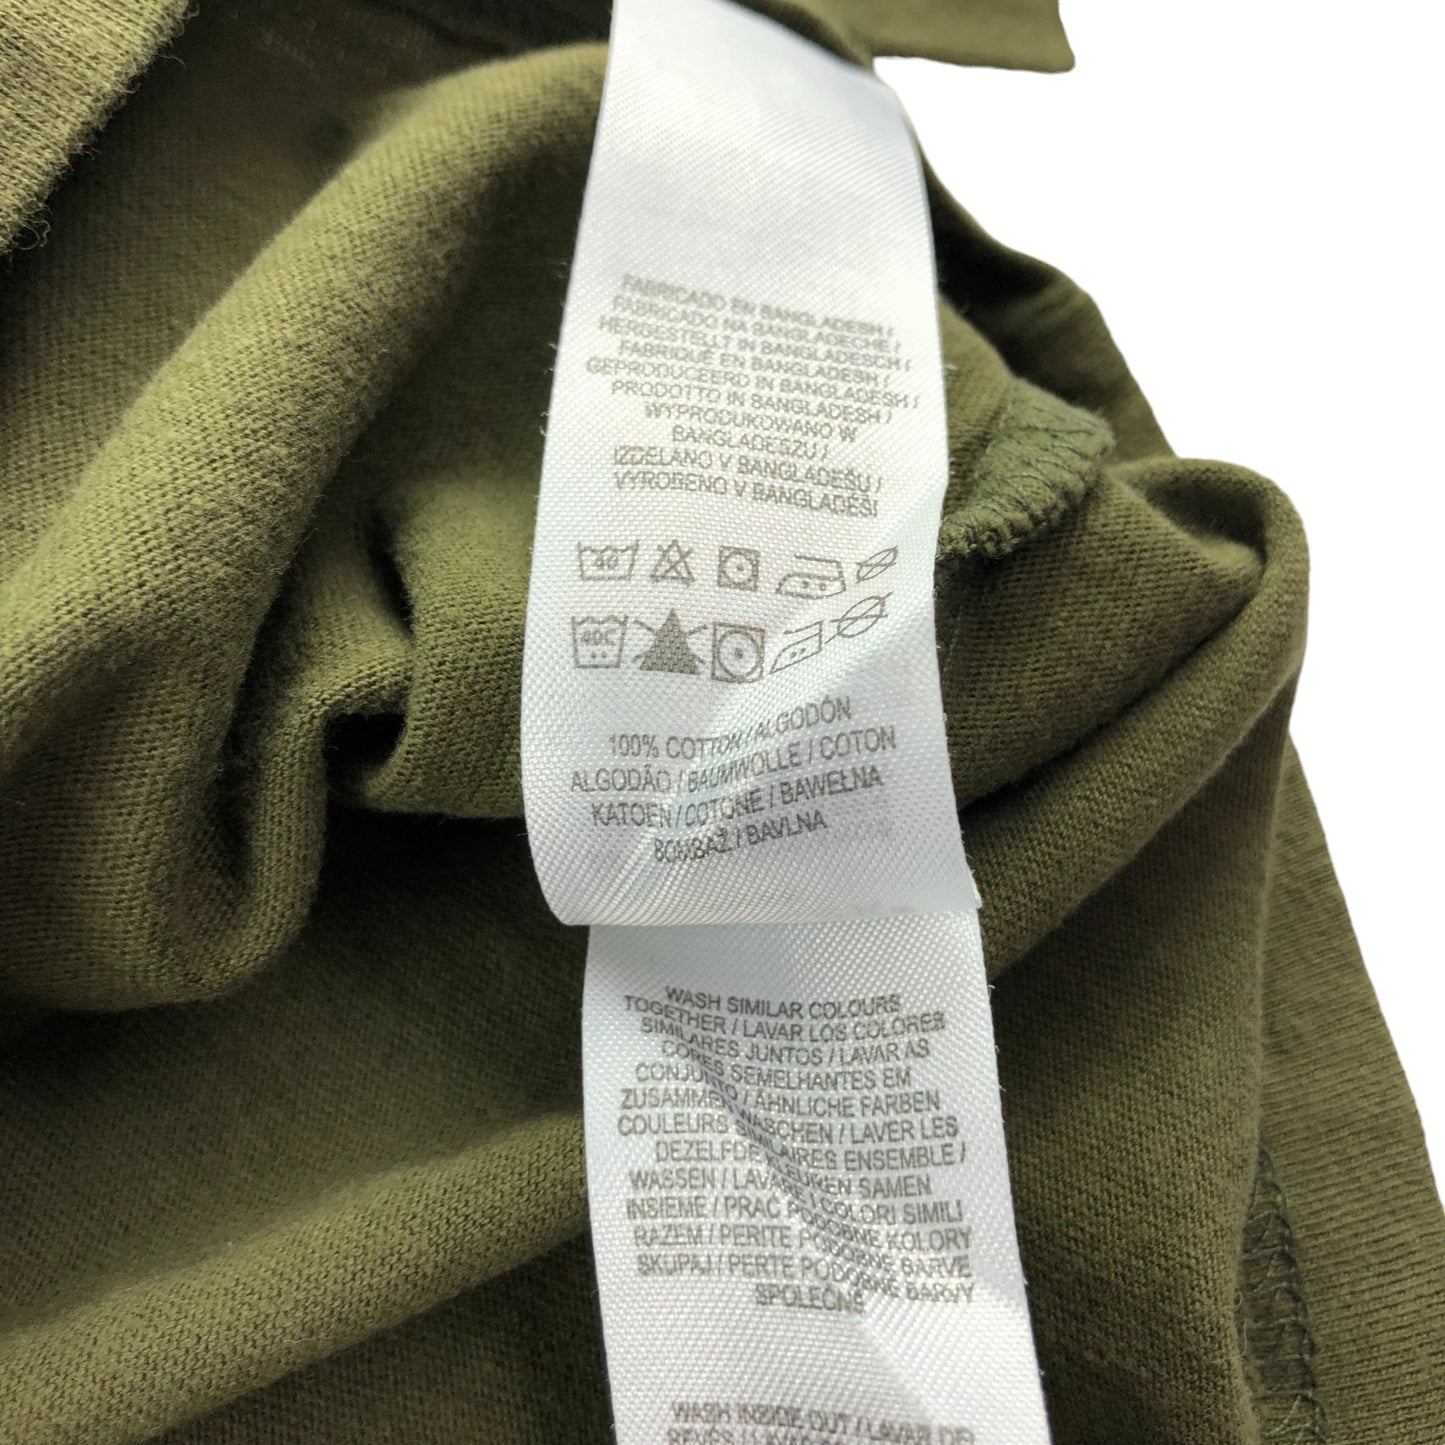 FABRICADO EN BANGLADESH /
FABRICADO NA BANGLADECHE /
HERGESTELLT IN BANGLADESCH /
FABRIQUÉ EN BANGLADESH /
GEPRODUCEERD IN BANGLADESH /
PRODOTTO IN BANGLADESH /
WYPRODUKOWANO W
BANGLADESZU /
IZDELANO V BANGLADEŠU /
VYROBENO V BANGLADÉŠI
40
40C
100% COTTON / ALGODÓN
ALGODÃO / BAUMWOLLE / COTON
KATOEN / COTONE / BAWEŁNA
BOMBAŽ / BAVLNA
WASH SIMILAR COLOURS
TOGETHER / LAVAR LOS COLORES
SIMILARES JUNTOS / LAVAR AS
CORES SEMELHANTES EM
CONJUNTO / ÄHNLICHE FARBEN
ZUSAMMEN WASCHEN / LAVER LES
COULEURS SIMILAIRES ENSEMBLE /
DEZELFDE KLEUREN SAMEN
WASSEN / LAVARE COLORI SIMILI
INSIEME / PRAĆ PODOBNE KOLORY
RAZEM / PERITE PODOBNE BARVE
SKUPAJ / PERTE PODOBNÉ BARVY
SPOLEČNĚ
WASH INSIDE OUT / LAVAR DEL
REVÉS / LAVAR